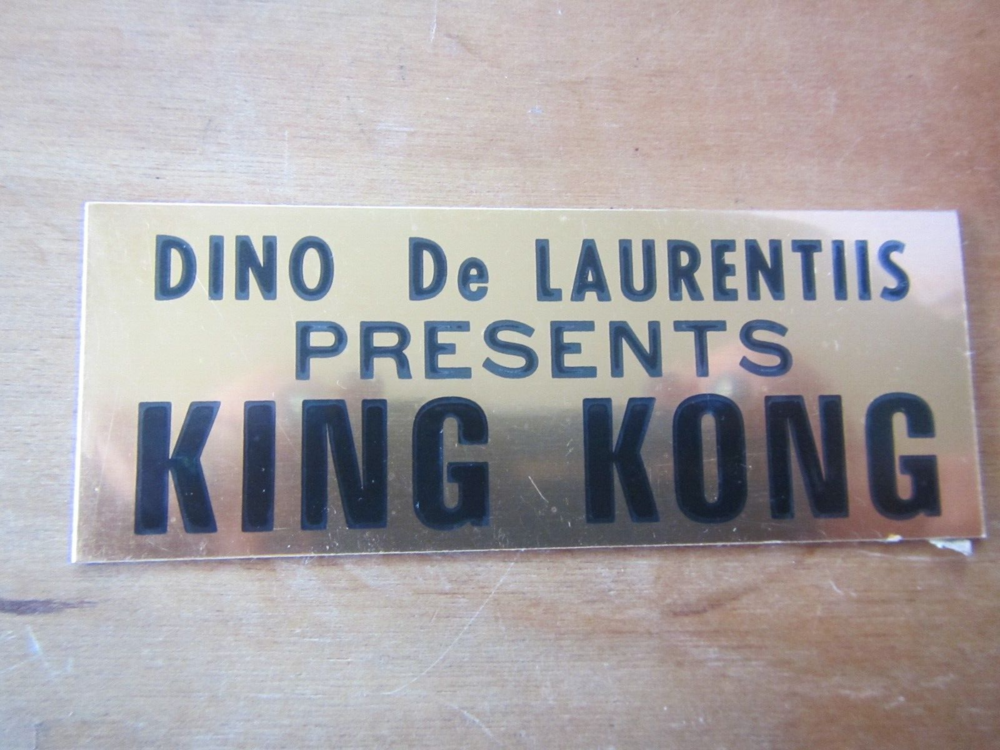 DINO De LAURENTIIS
PRESENTS
KING KONG